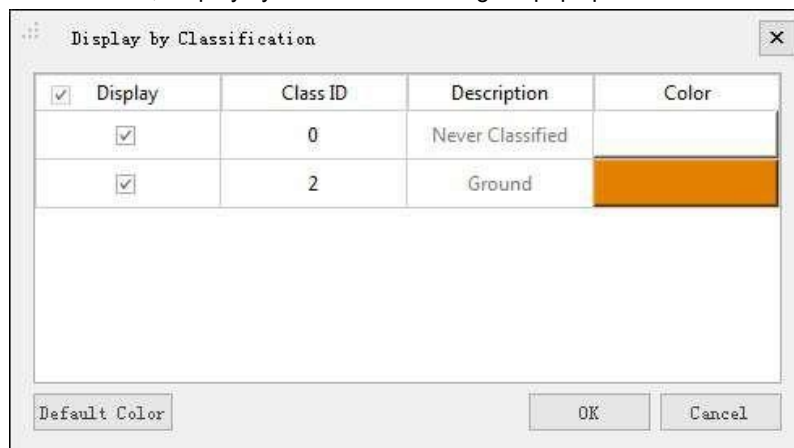 Display by Classification
Display Class ID Description Color
0 Never Classified
2 Ground
Default Color OK Cancel